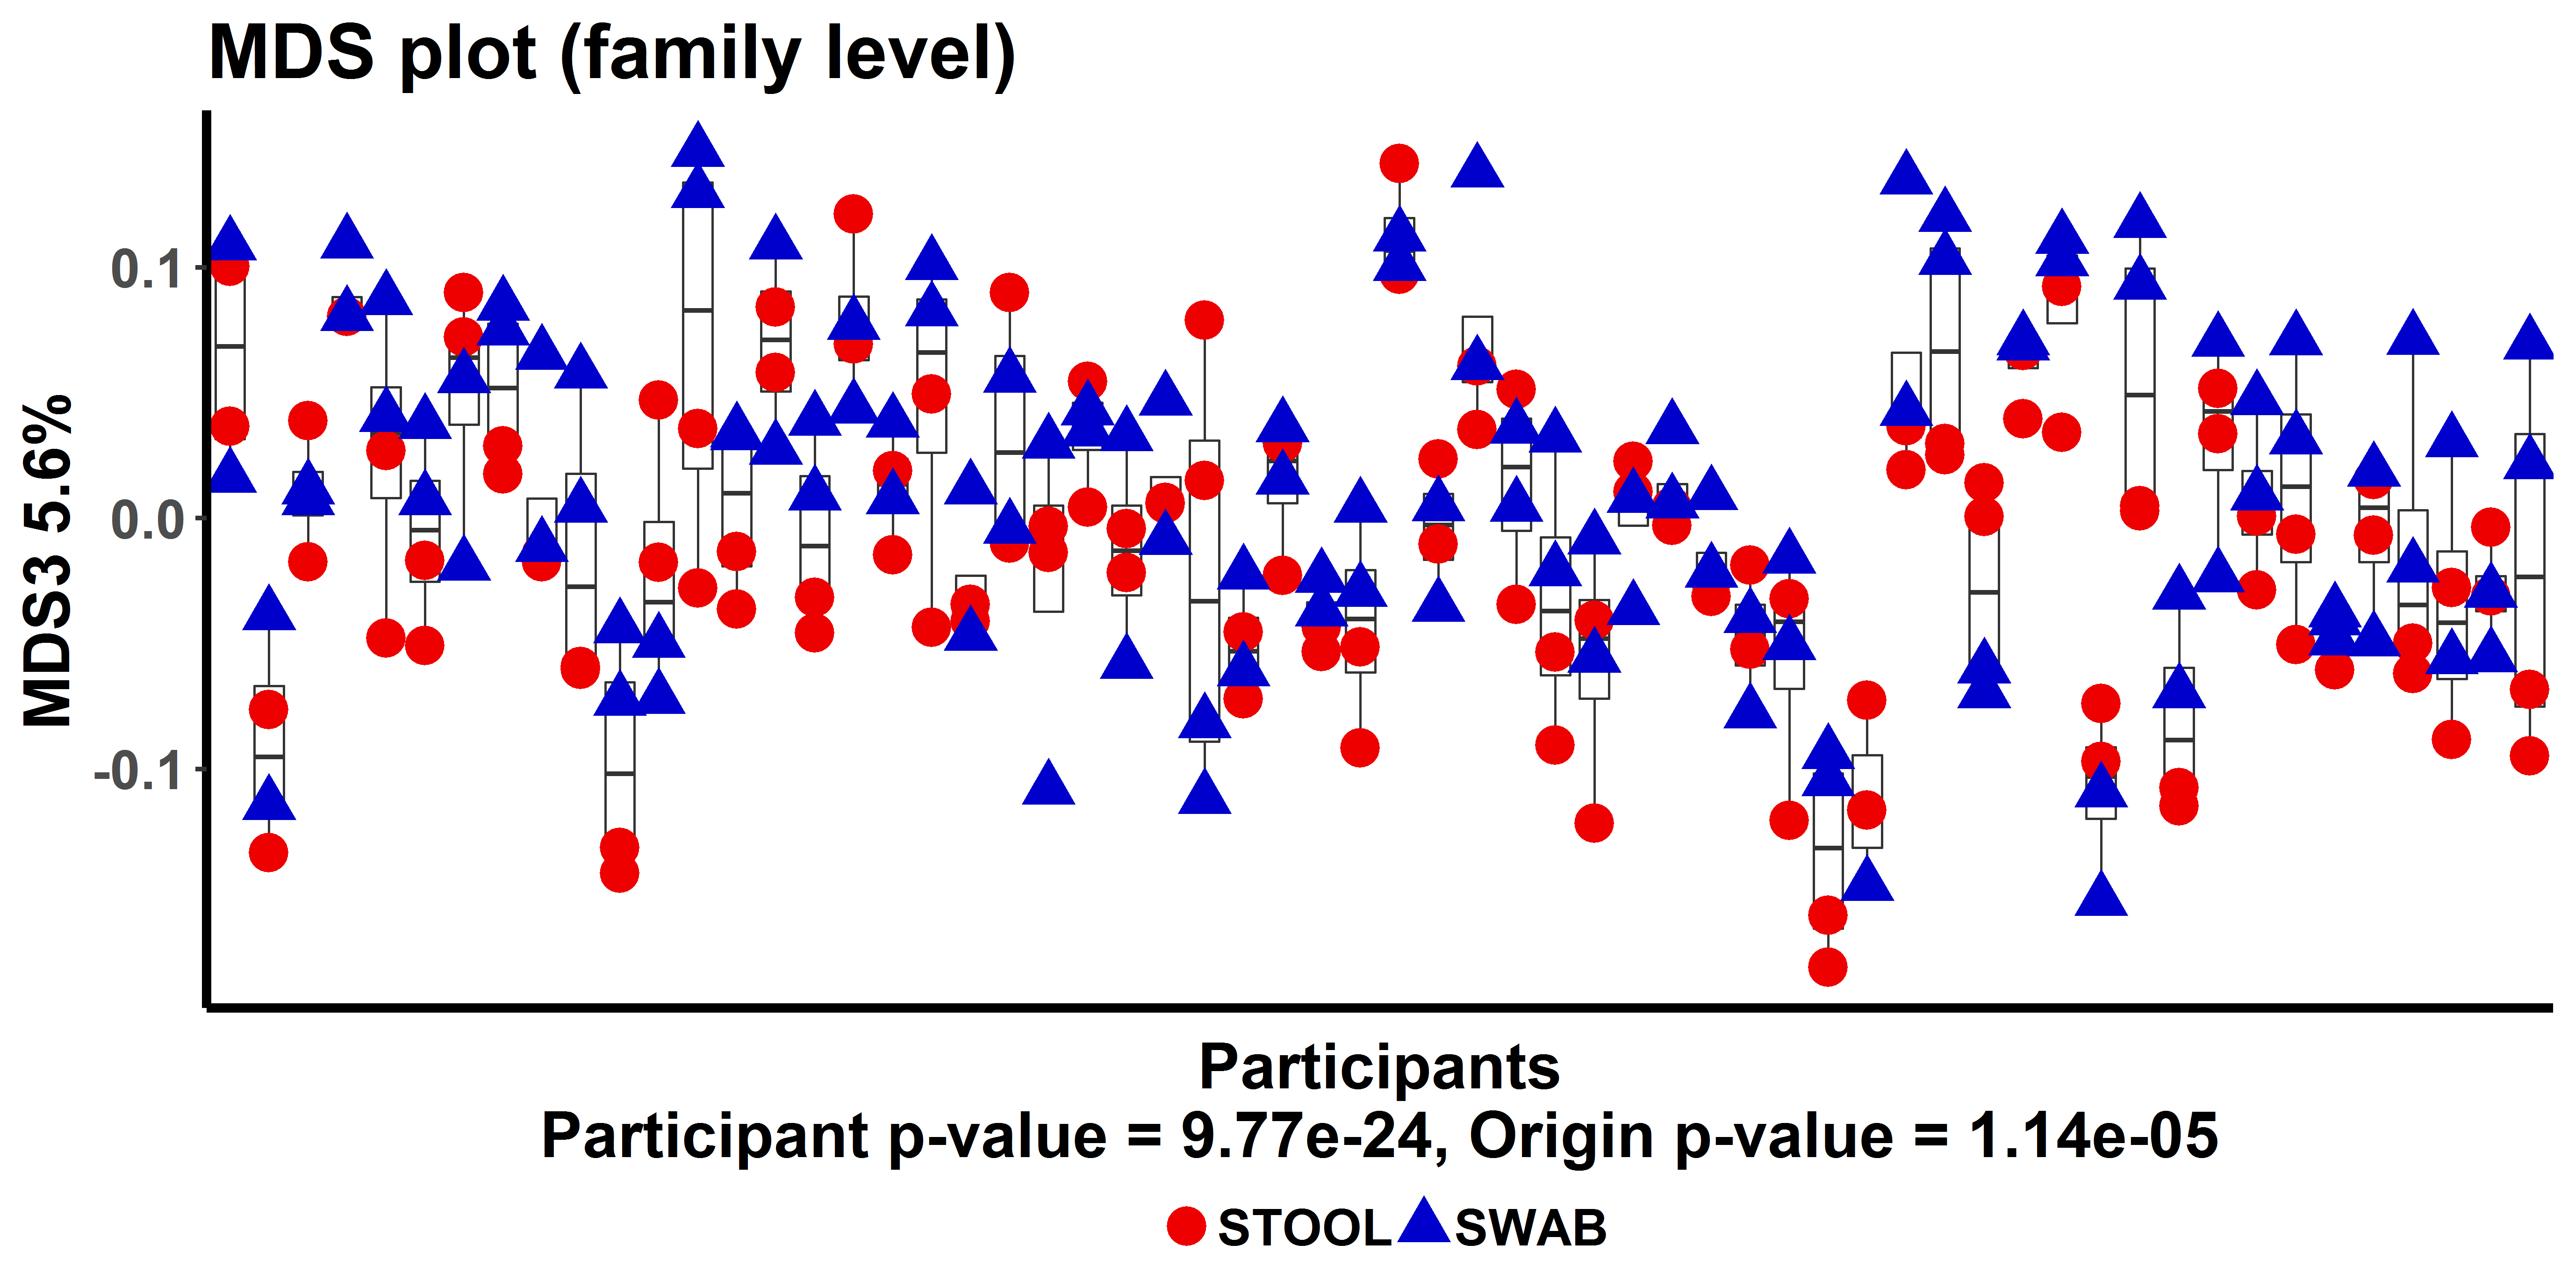 MDS plot (family level)
MDS3 5.6%
0.1
0.0
-0.1
Participants
Participant p-value = 9.77e-24, Origin p-value = 1.14e-05
STOOL SWAB